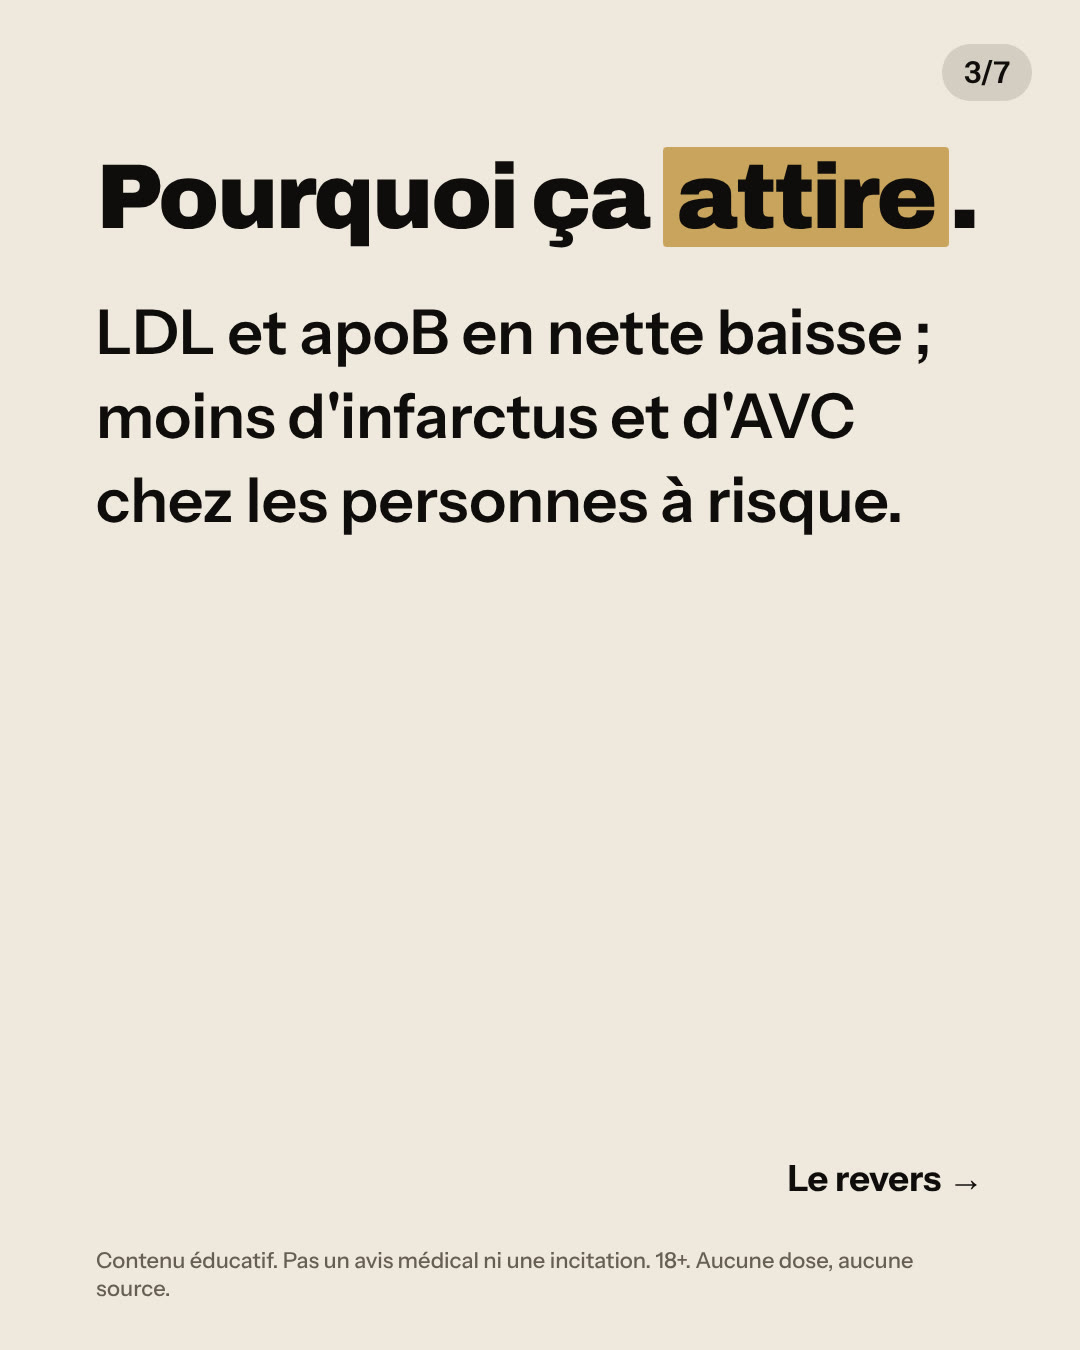 3/7
Pourquoi ça attire.
LDL et apoB en nette baisse ;
moins d'infarctus et d'AVC
chez les personnes à risque.
Le revers →
Contenu éducatif. Pas un avis médical ni une incitation. 18+. Aucune dose, aucune
source.